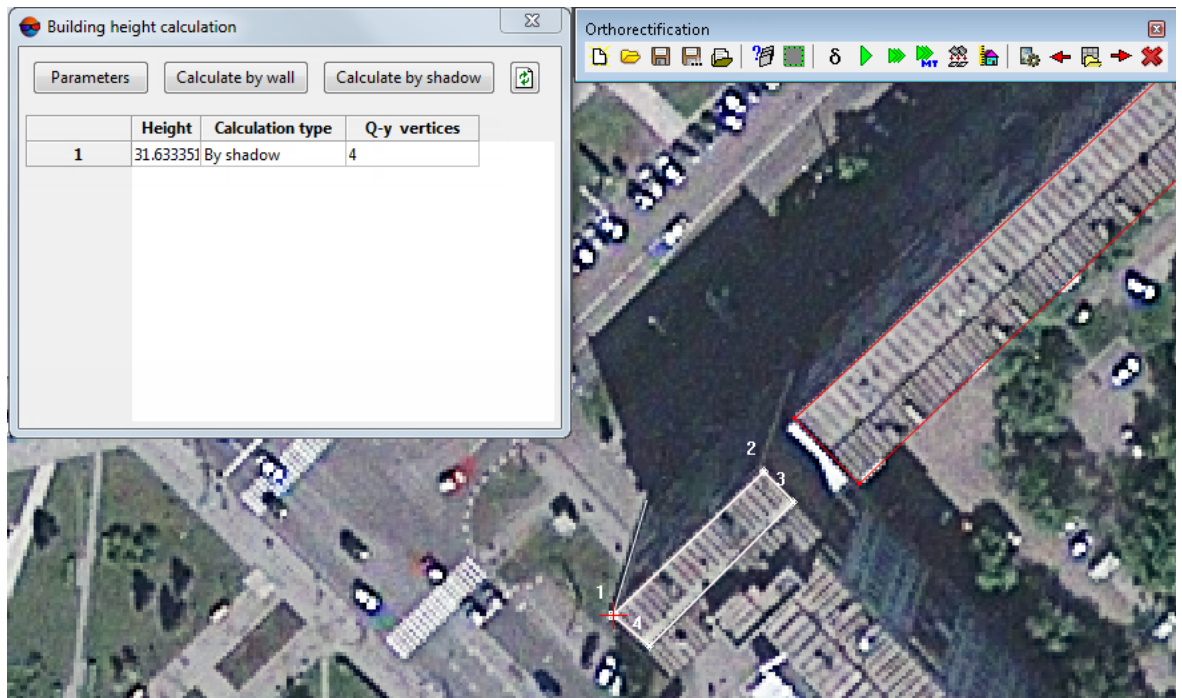 Building height calculation
Parameters
Calculate by wall
Calculate by shadow
Height Calculation type Q-y vertices
1 31.633351 By shadow 4
Orthorectification
? δ MT
2
3
1
4